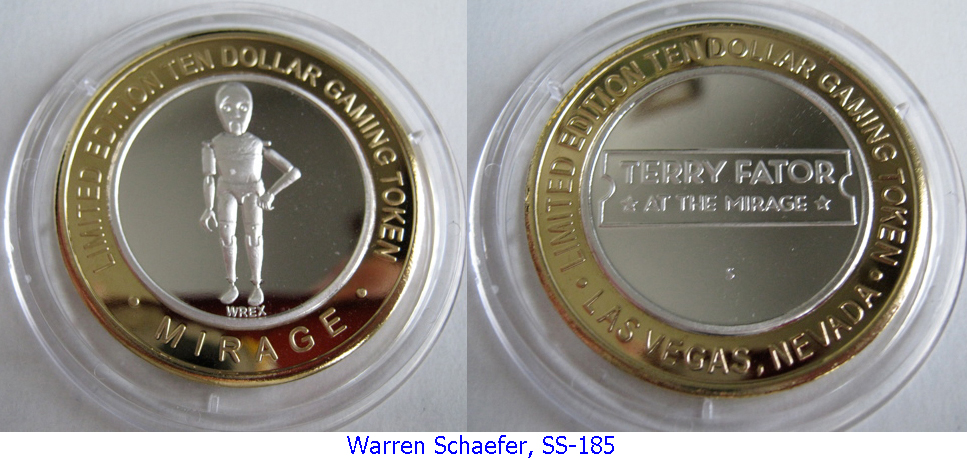 LIMITED EDITION TEN DOLLAR GAMING TOKEN
WREX
• MIRAGE •
LIMITED EDITION TEN DOLLAR GAMING TOKEN
TERRY FATOR
★ AT THE MIRAGE ★
S
• LAS VEGAS, NEVADA •
Warren Schaefer, SS-185